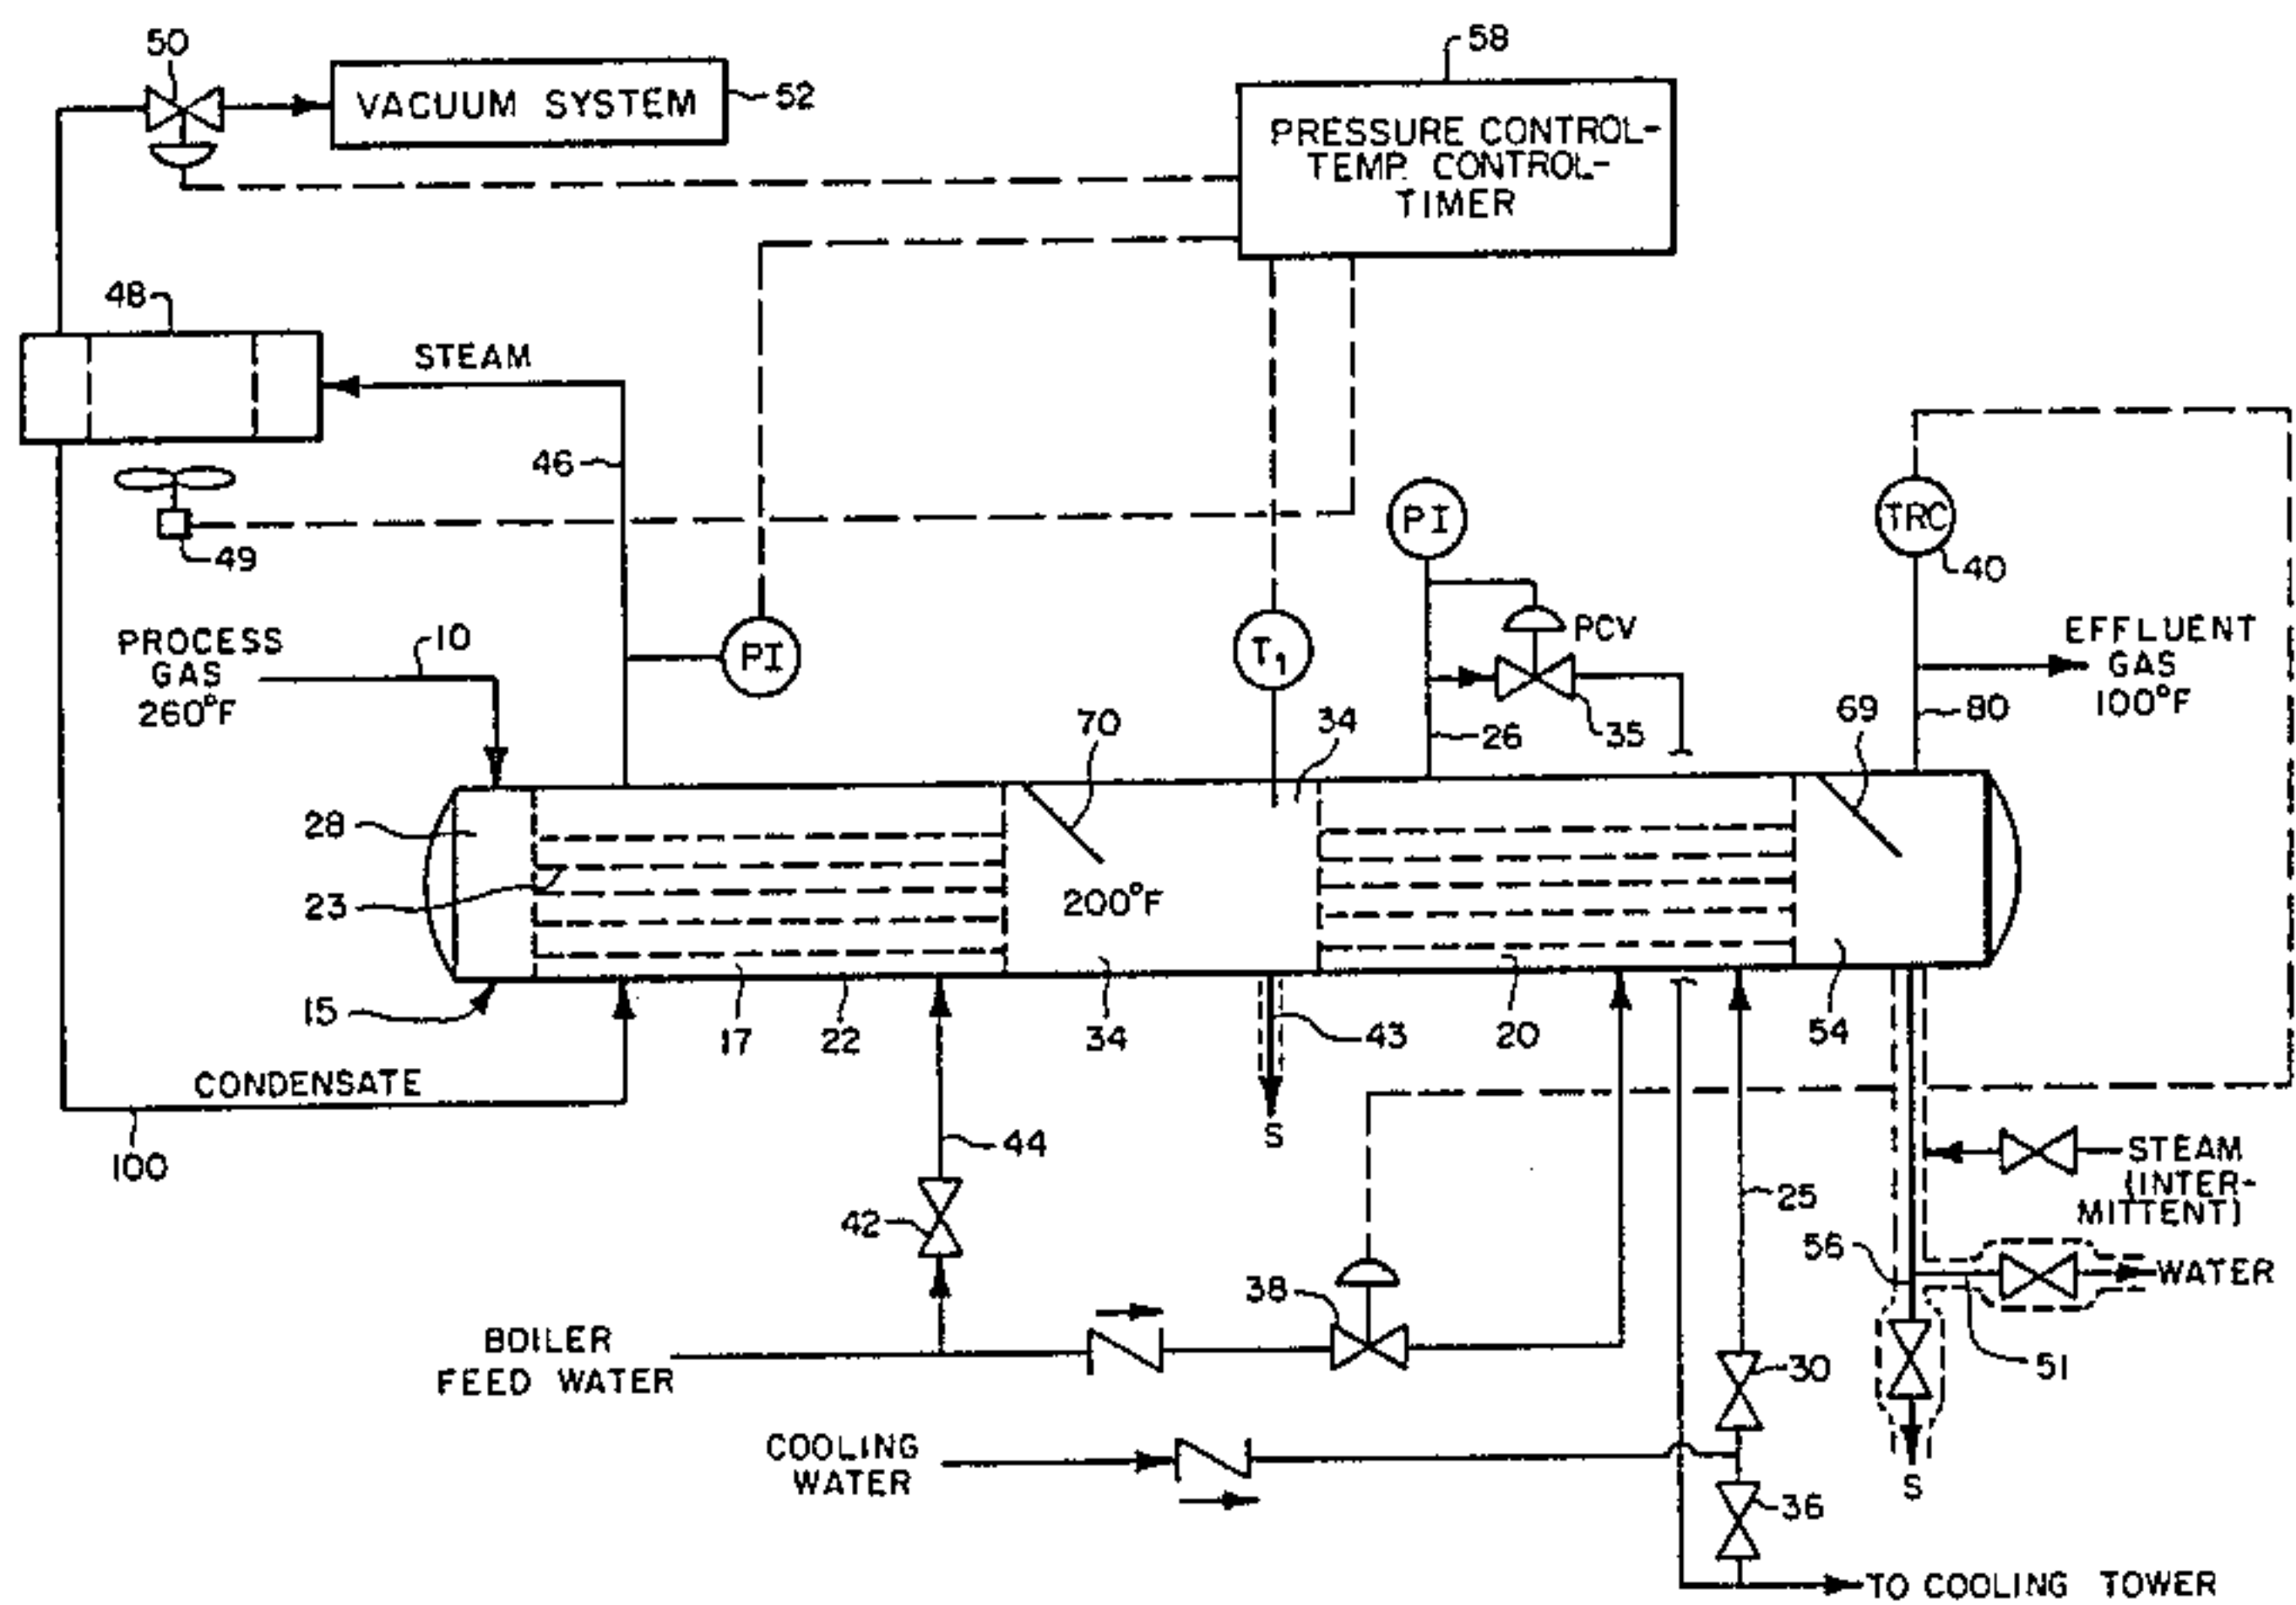 50
VACUUM SYSTEM
52
58
PRESSURE CONTROL-
TEMP. CONTROL-
TIMER
48
STEAM
46
49
PI
TRC
40
PROCESS
GAS
260°F
10
PI
T1
PCV
35
EFFLUENT
GAS
100°F
80
70
34
26
69
28
23
200°F
15
17
22
34
43
20
54
CONDENSATE
100
S
44
42
25
STEAM
(INTER-
MITTENT)
56
WATER
38
51
BOILER
FEED WATER
30
COOLING
WATER
36
S
TO COOLING TOWER